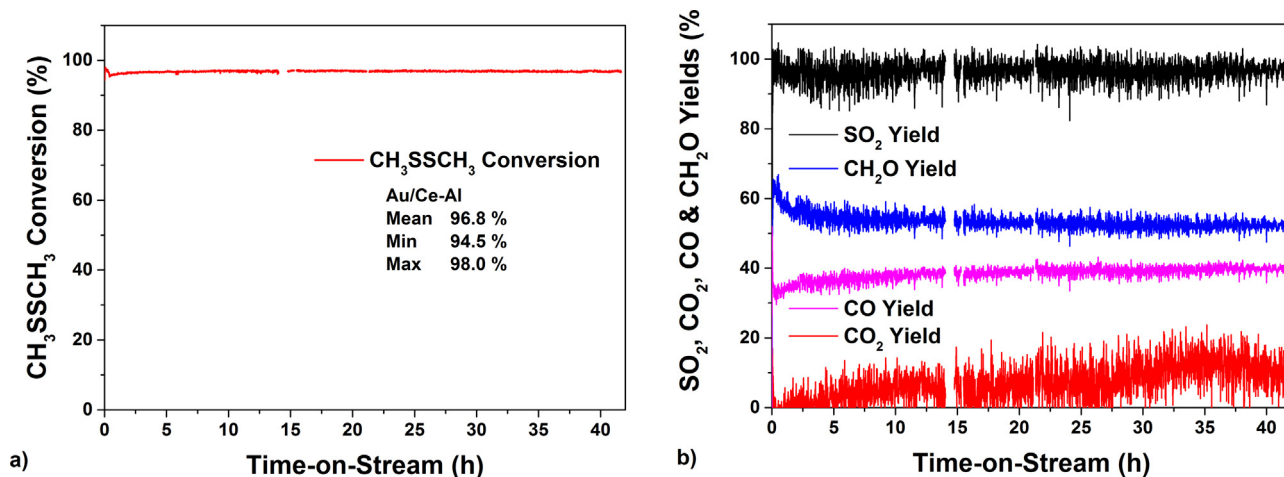 CH₃SSCH₃ Conversion (%)
100
80
60
40
20
0
CH₃SSCH₃ Conversion
Au/Ce-Al
Mean 96.8 %
Min 94.5 %
Max 98.0 %
0 5 10 15 20 25 30 35 40
Time-on-Stream (h)
a)
SO₂, CO₂, CO & CH₂O Yields (%
100
80
60
40
20
0
SO₂ Yield
CH₂O Yield
CO Yield
CO₂ Yield
0 5 10 15 20 25 30 35 40
Time-on-Stream (h)
b)